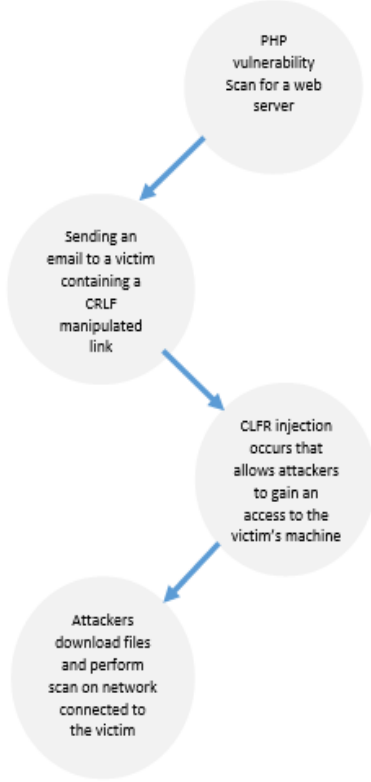 PHP
vulnerability
Scan for a web
server
Sending an
email to a victim
containing a
CRLF
manipulated
link
CLFR injection
occurs that
allows attackers
to gain an
access to the
victim's machine
Attackers
download files
and perform
scan on network
connected to
the victim